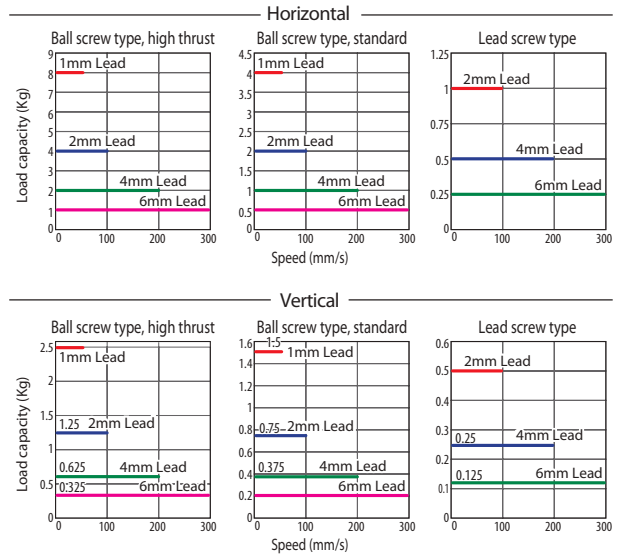 Horizontal
Ball screw type, high thrust
Load capacity (Kg)
9
8
7
6
5
4
3
2
1
0
1mm Lead
2mm Lead
4mm Lead
6mm Lead
0 100 200 300
Ball screw type, standard
4.5
4
3.5
3
2.5
2
1.5
1
0.5
0
1mm Lead
2mm Lead
4mm Lead
6mm Lead
0 100 200 300
Speed (mm/s)
Lead screw type
1.25
1
0.75
0.5
0.25
0
2mm Lead
4mm Lead
6mm Lead
0 100 200 300
Vertical
Ball screw type, high thrust
Load capacity (Kg)
2.5
2
1.5
1
0.5
0
1mm Lead
1.25 2mm Lead
0.625 4mm Lead
0.325 6mm Lead
0 100 200 300
Ball screw type, standard
1.6
1.4
1.2
1
0.8
0.6
0.4
0.2
0
1.5 1mm Lead
0.75 2mm Lead
0.375 4mm Lead
6mm Lead
0 100 200 300
Speed (mm/s)
Lead screw type
0.6
0.5
0.4
0.3
0.2
0.1
0
2mm Lead
0.25 4mm Lead
0.125 6mm Lead
0 100 200 300